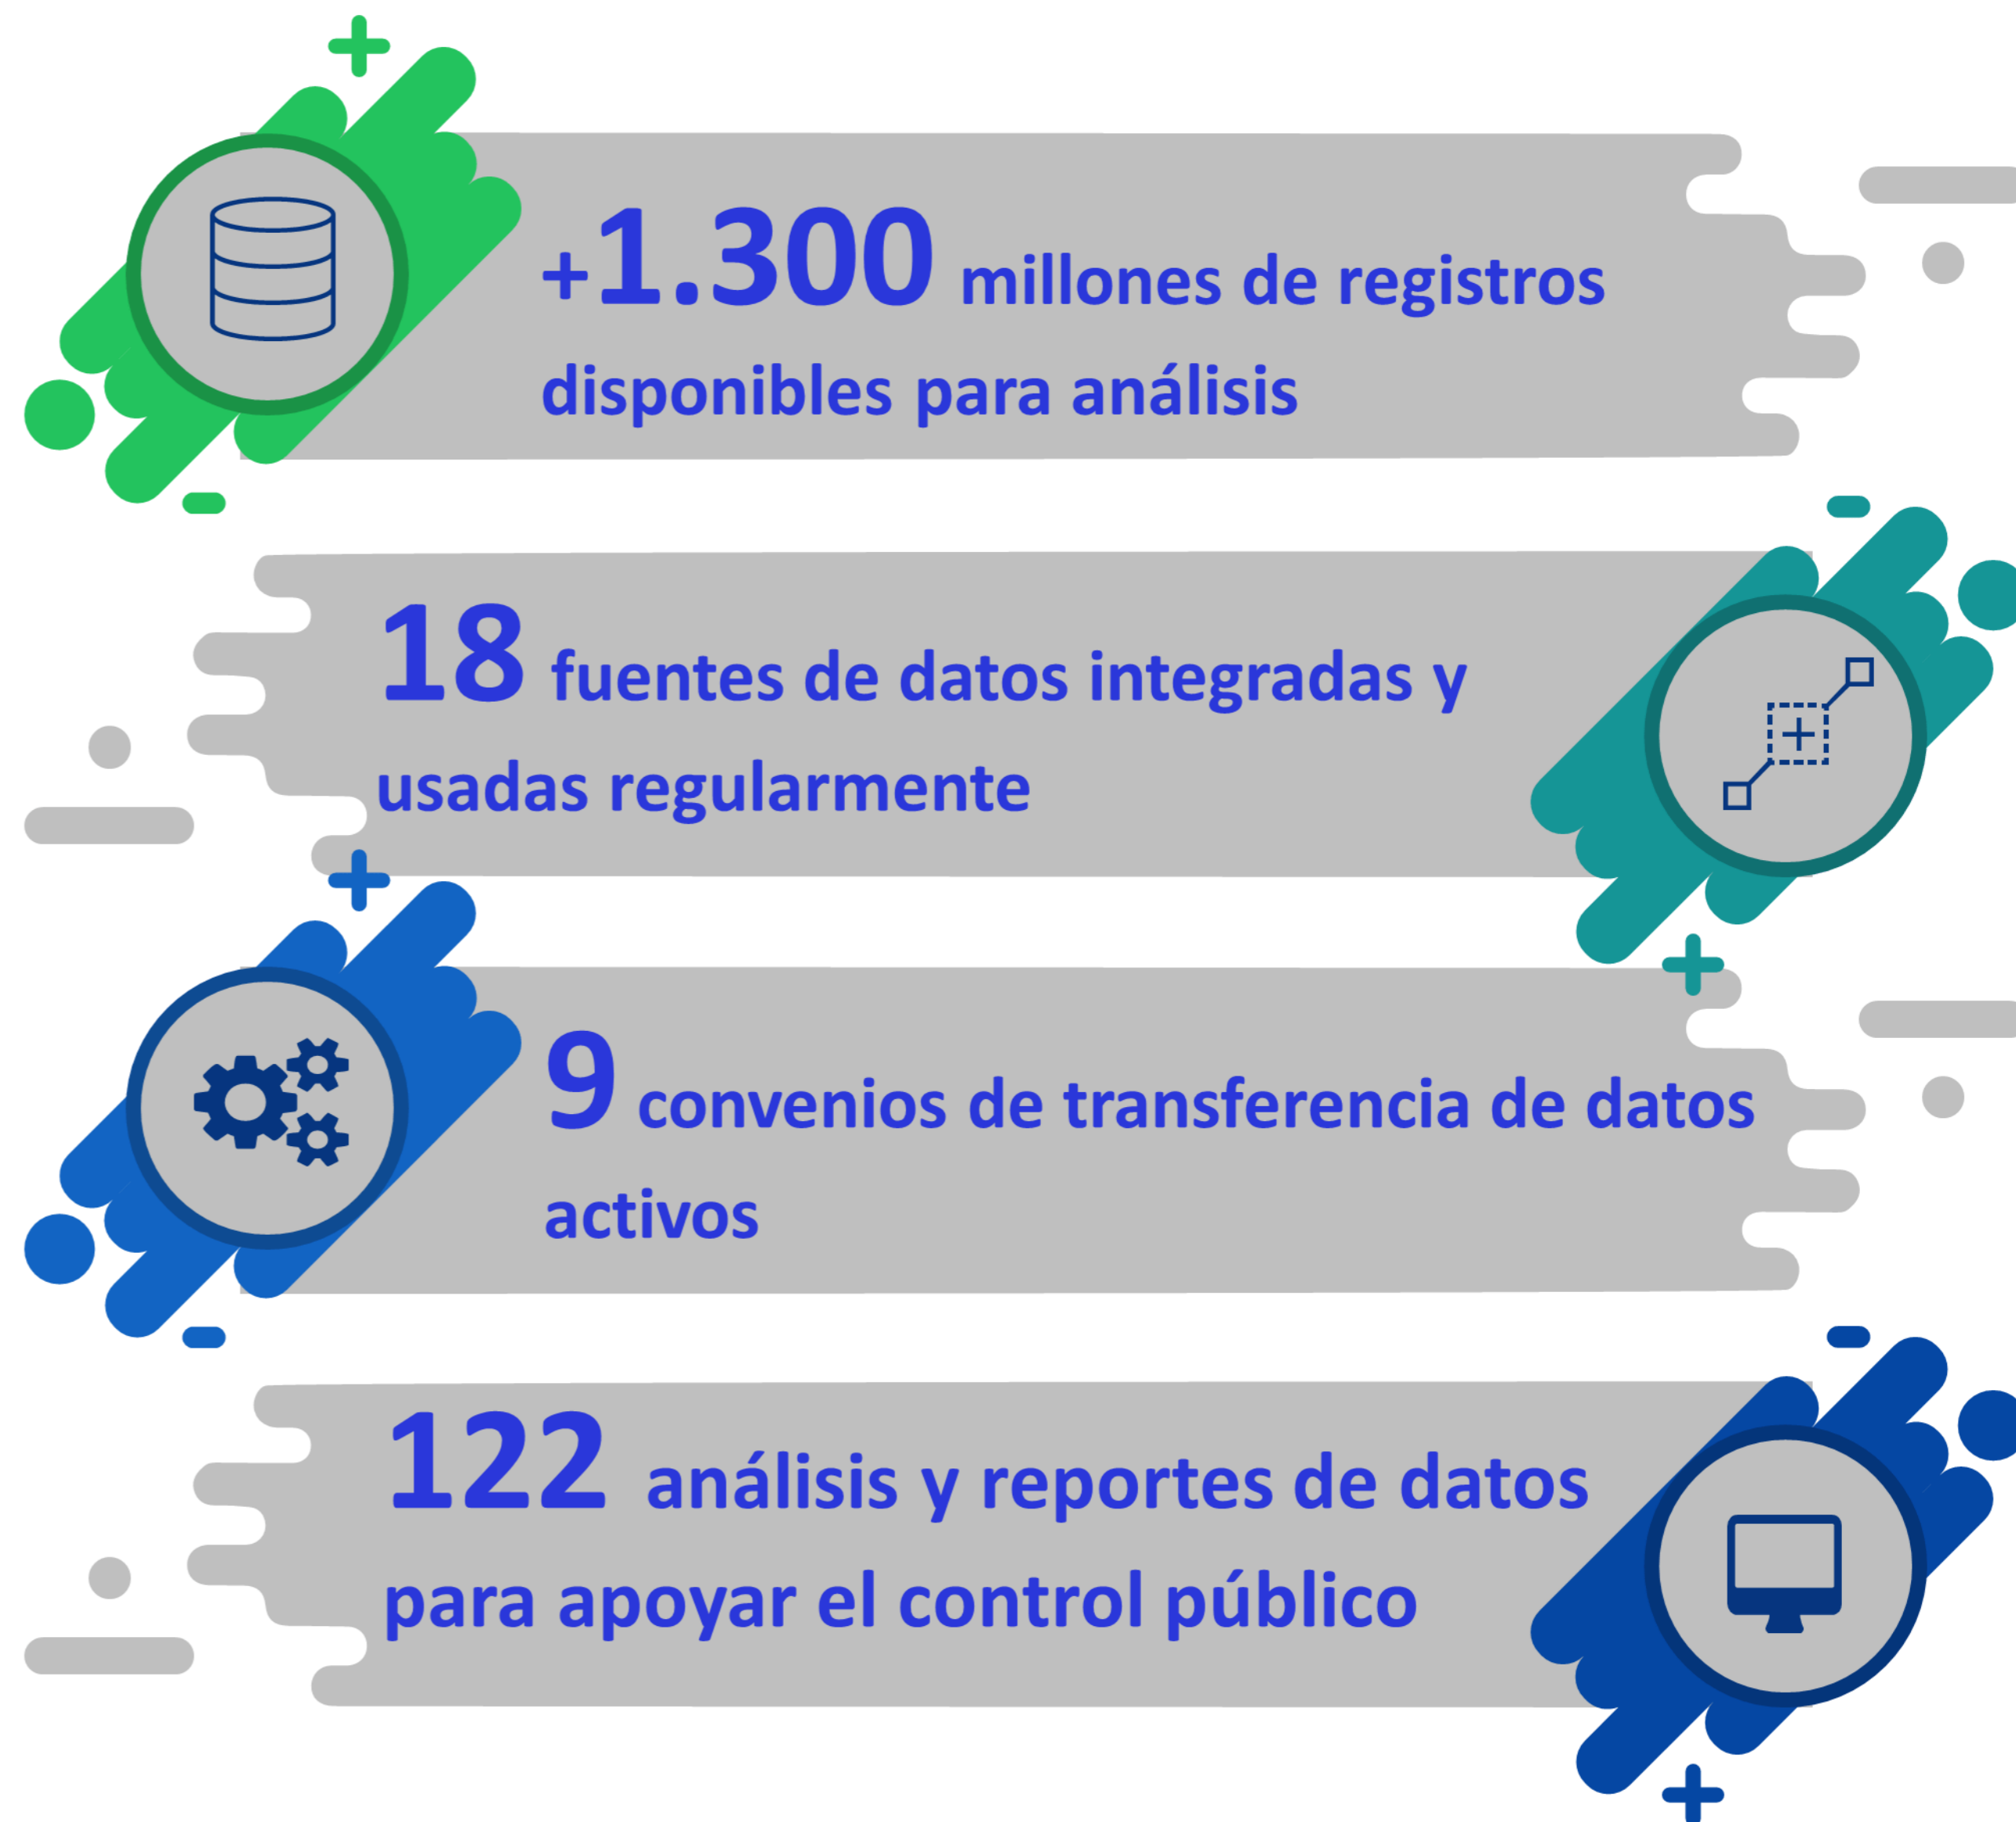 +1.300 millones de registros
disponibles para análisis
18 fuentes de datos integradas y
usadas regularmente
9 convenios de transferencia de datos
activos
122 análisis y reportes de datos
para apoyar el control público